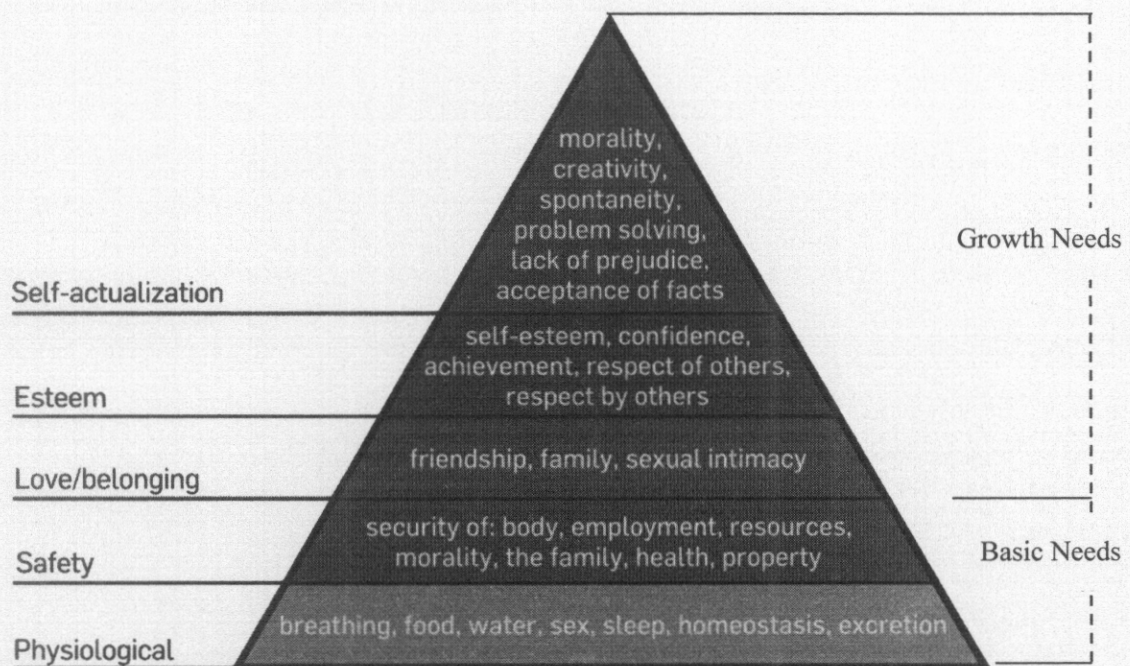 morality,
creativity,
spontaneity,
problem solving,
lack of prejudice,
acceptance of facts
Growth Needs
Self-actualization
self-esteem, confidence,
achievement, respect of others,
respect by others
Esteem
friendship, family, sexual intimacy
Love/belonging
security of: body, employment, resources,
morality, the family, health, property
Basic Needs
Safety
breathing, food, water, sex, sleep, homeostasis, excretion
Physiological